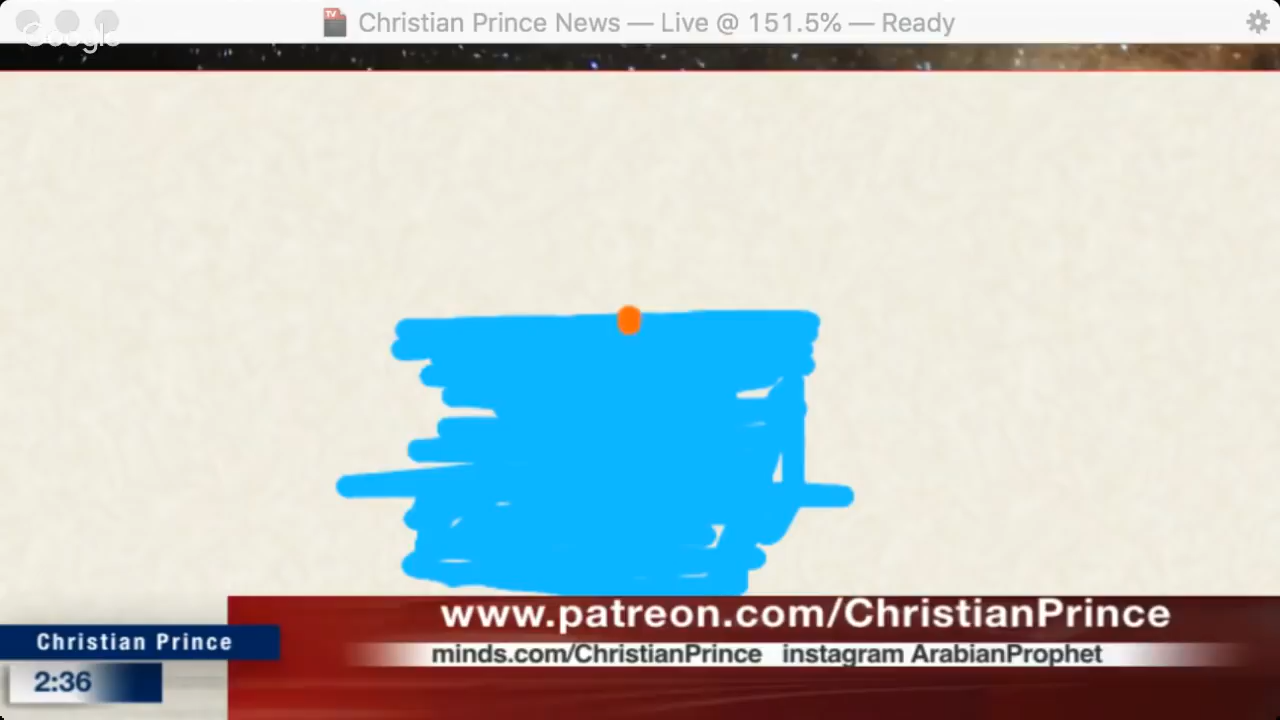 Christian Prince News — Live @ 151.5% — Ready
Google
www.patreon.com/ChristianPrince
Christian Prince
minds.com/ChristianPrince instagram ArabianProphet
2:36